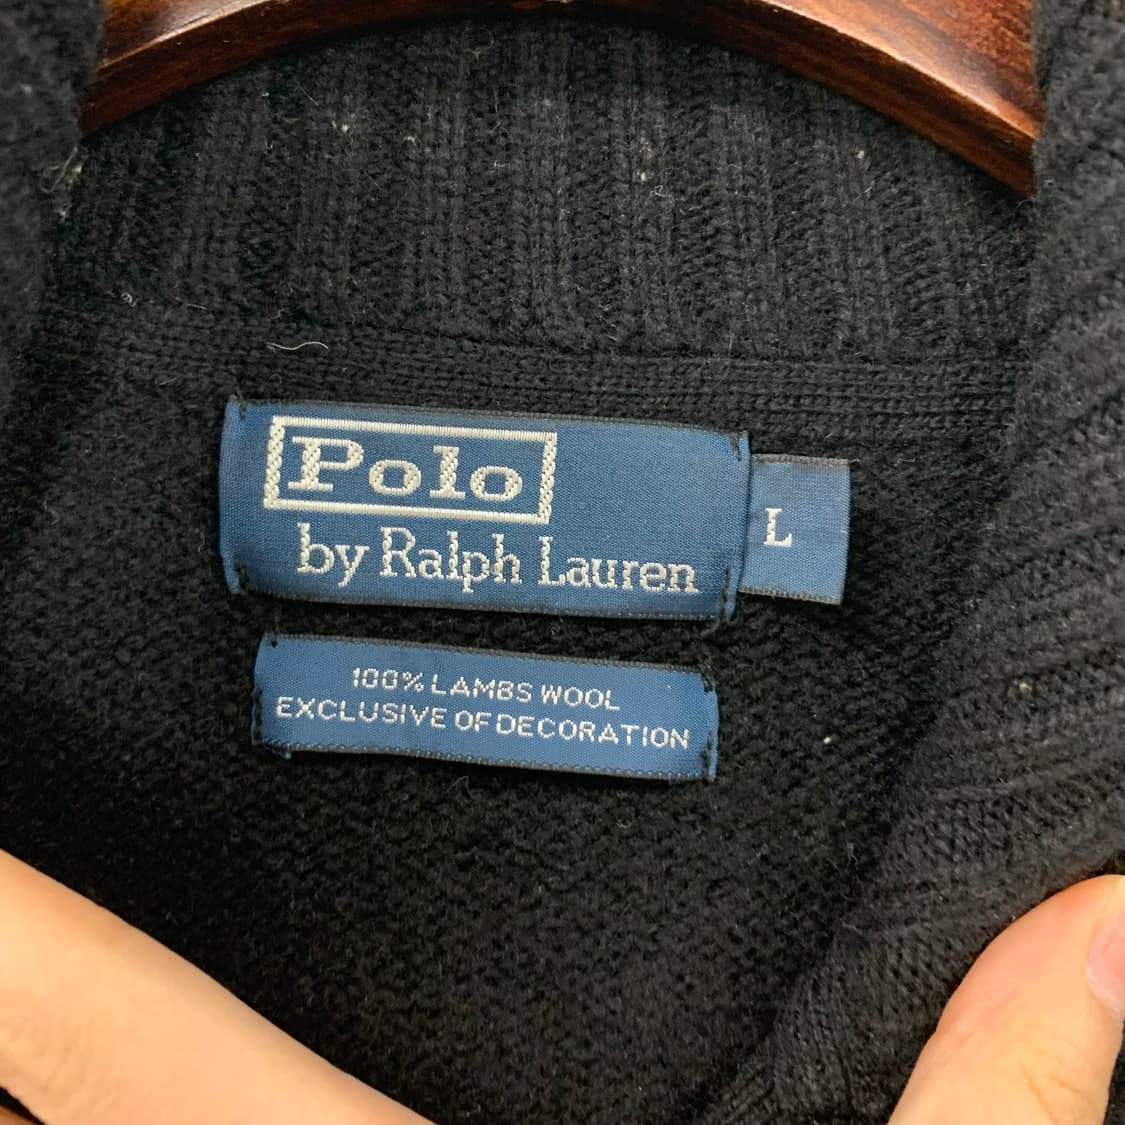 Polo
by Ralph Lauren
L
100% LAMBS WOOL
EXCLUSIVE OF DECORATION